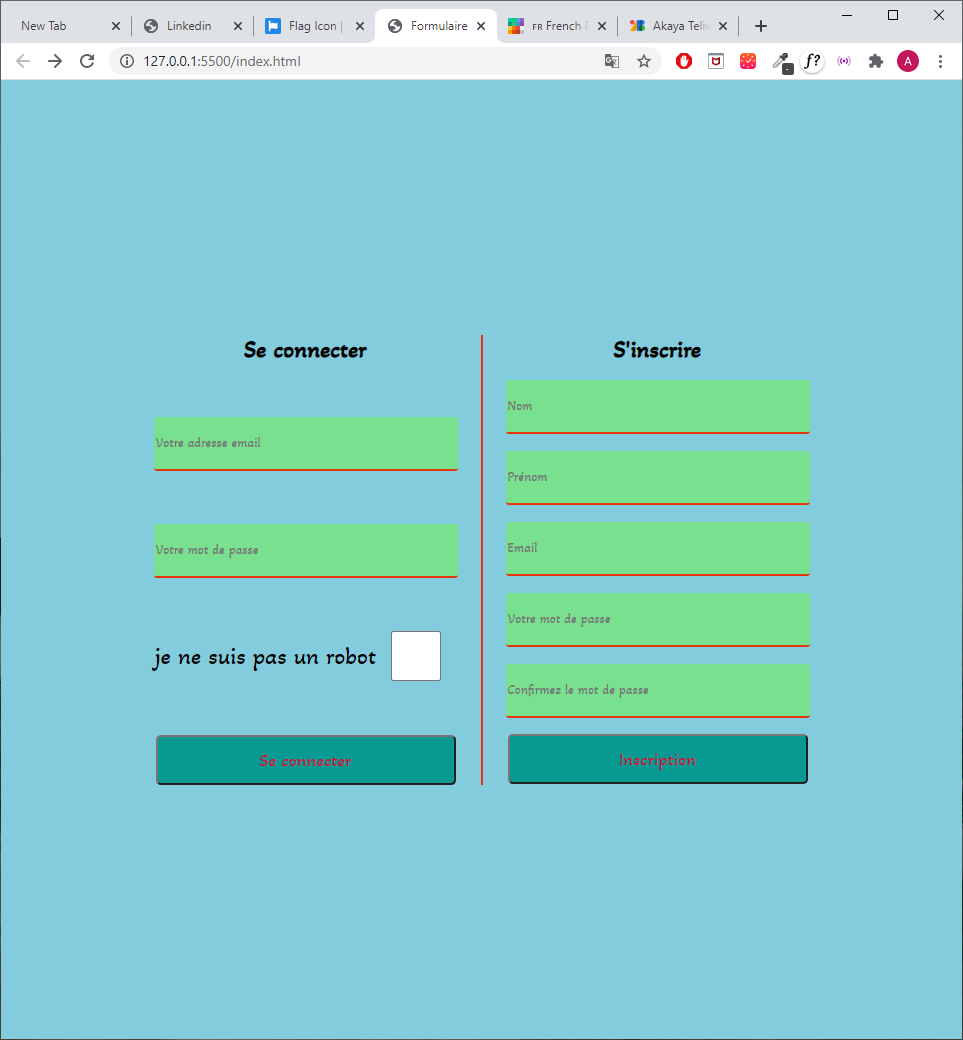 New Tab
Linkedin
Flag Icon |
Formulaire
FR French
Akaya Teliv
127.0.0.1:5500/index.html
f?
A
Se connecter
S'inscrire
Votre adresse email
Votre mot de passe
je ne suis pas un robot
Se connecter
Nom
Prénom
Email
Votre mot de passe
Confirmez le mot de passe
Inscription